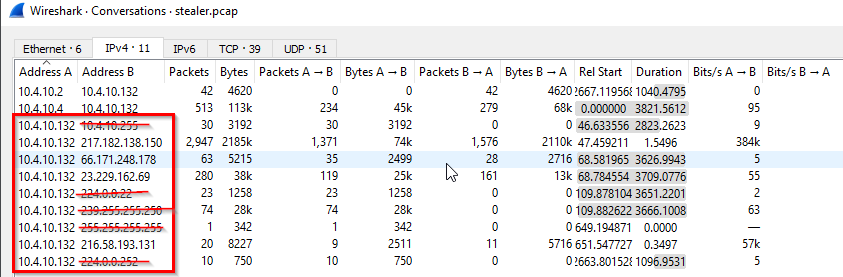 Wireshark · Conversations · stealer.pcap
Ethernet · 6 IPv4 · 11 IPv6 TCP · 39 UDP · 51
Address A Address B Packets Bytes Packets A → B Bytes A → B Packets B → A Bytes B → A Rel Start Duration Bits/s A → B Bits/s B → A
10.4.10.2 10.4.10.132 42 4620 0 0 42 4620 2667.119568 1040.4795 0
10.4.10.4 10.4.10.132 513 113k 234 45k 279 68k 0.000000 3821.5612 95
10.4.10.132 10.4.10.255 30 3192 30 3192 0 0 46.633556 2823.2623 9
10.4.10.132 217.182.138.150 2,947 2185k 1,371 74k 1,576 2110k 47.459211 1.5496 384k
10.4.10.132 66.171.248.178 63 5215 35 2499 28 2716 68.581965 3626.9943 5
10.4.10.132 23.229.162.69 280 38k 119 25k 161 13k 68.784554 3709.0776 55
10.4.10.132 224.0.0.22 23 1258 23 1258 0 0 109.878104 3651.2201 2
10.4.10.132 239.255.255.250 74 28k 74 28k 0 0 109.882622 3666.1008 63
10.4.10.132 255.255.255.255 1 342 1 342 0 0 649.194871 0.0000 —
10.4.10.132 216.58.193.131 20 8227 9 2511 11 5716 651.547727 0.3497 57k
10.4.10.132 224.0.0.252 10 750 10 750 0 0 2663.801528 1096.9531 5